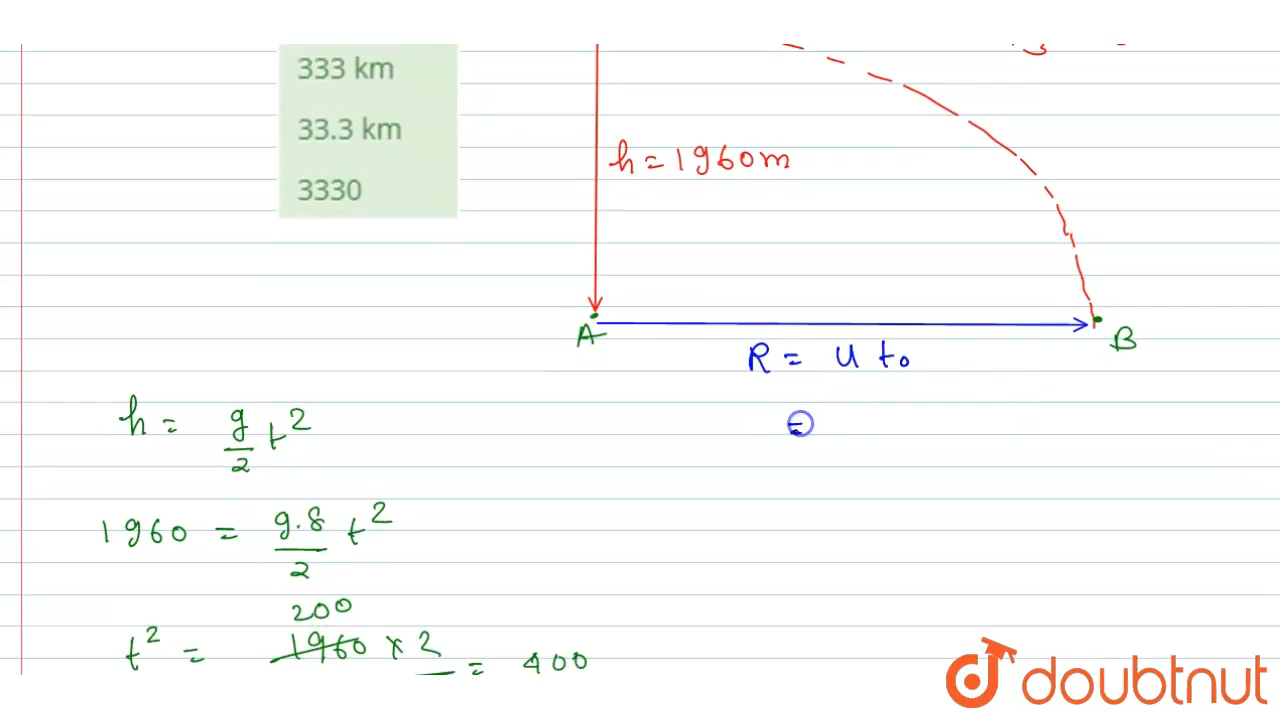 333 km
33.3 km
3330
h = 1960m
A
B
R = u t₀
=
h = g/2 t²
1960 = 9.8/2 t²
200
t² = 1960 × 2 = 400
doubtnut